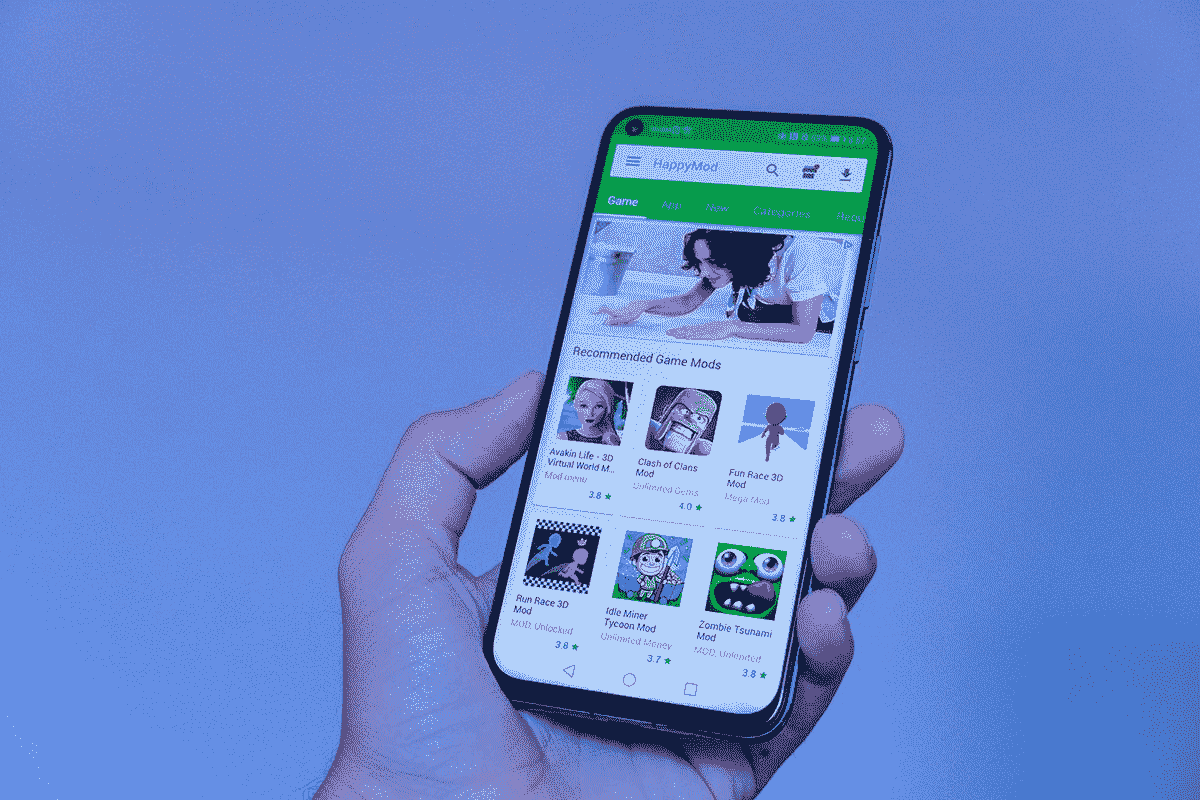 HappyMod
Game App New Categories
Recommended Game Mods
Avakin Life - 3D
Virtual World M...
Mod menu
3.8 ★
Clash of Clans
Mod
Unlimited Gems
4.0 ★
Fun Race 3D
Mod
Mega Mod
3.8 ★
Run Race 3D
Mod
MOD, Unlocked
3.8 ★
Idle Miner
Tycoon Mod
Unlimited Money
3.7 ★
Zombie Tsunami
Mod
MOD, Unlimited
3.8 ★